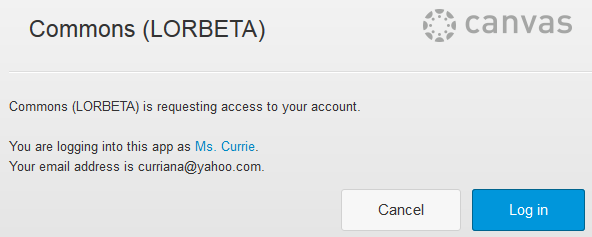 Commons (LORBETA)
canvas
Commons (LORBETA) is requesting access to your account.
You are logging into this app as Ms. Currie.
Your email address is curriana@yahoo.com.
Cancel
Log in